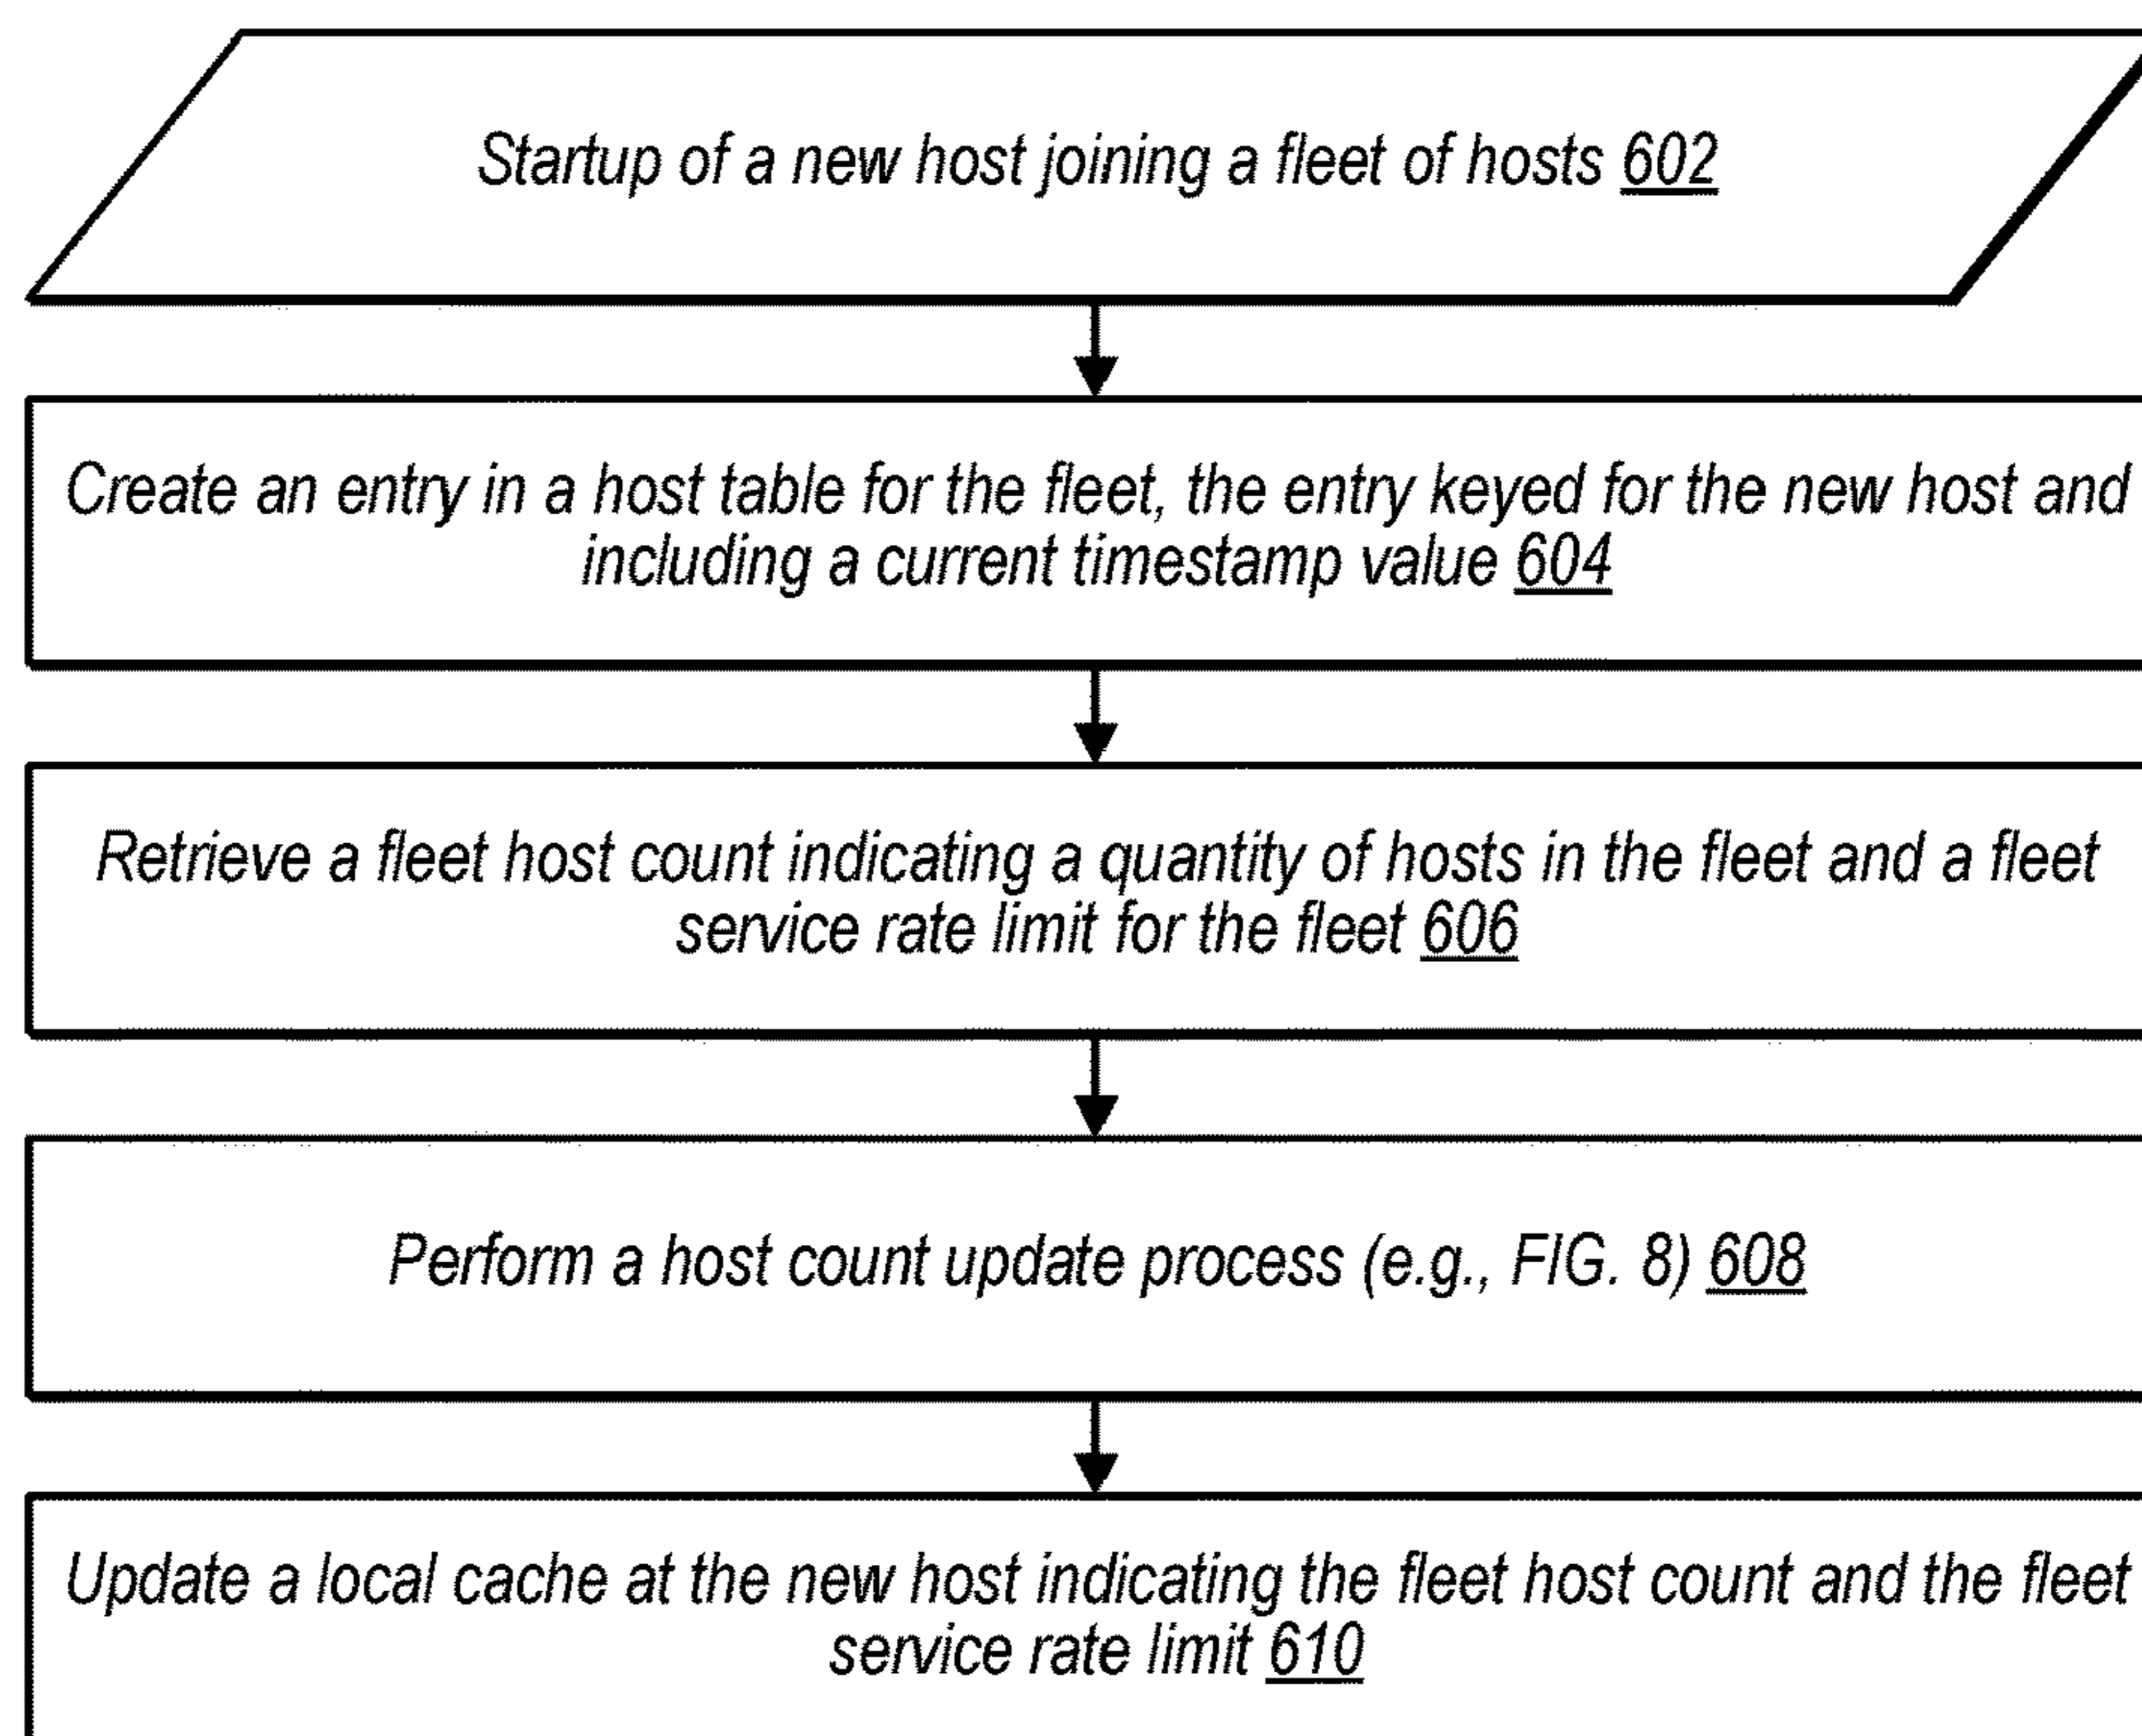 Startup of a new host joining a fleet of hosts 602
Create an entry in a host table for the fleet, the entry keyed for the new host and
including a current timestamp value 604
Retrieve a fleet host count indicating a quantity of hosts in the fleet and a fleet
service rate limit for the fleet 606
Perform a host count update process (e.g., FIG. 8) 608
Update a local cache at the new host indicating the fleet host count and the fleet
service rate limit 610